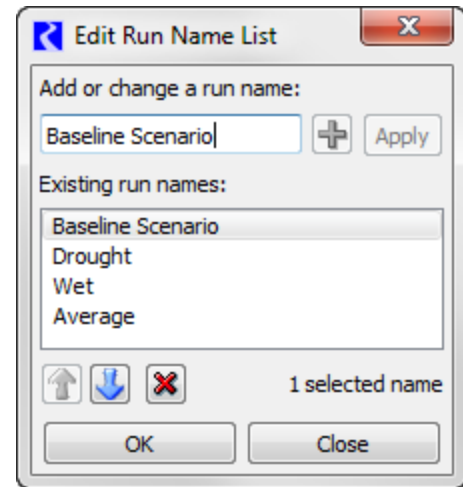 Edit Run Name List
Add or change a run name:
Baseline Scenario
Apply
Existing run names:
Baseline Scenario
Drought
Wet
Average
1 selected name
OK
Close